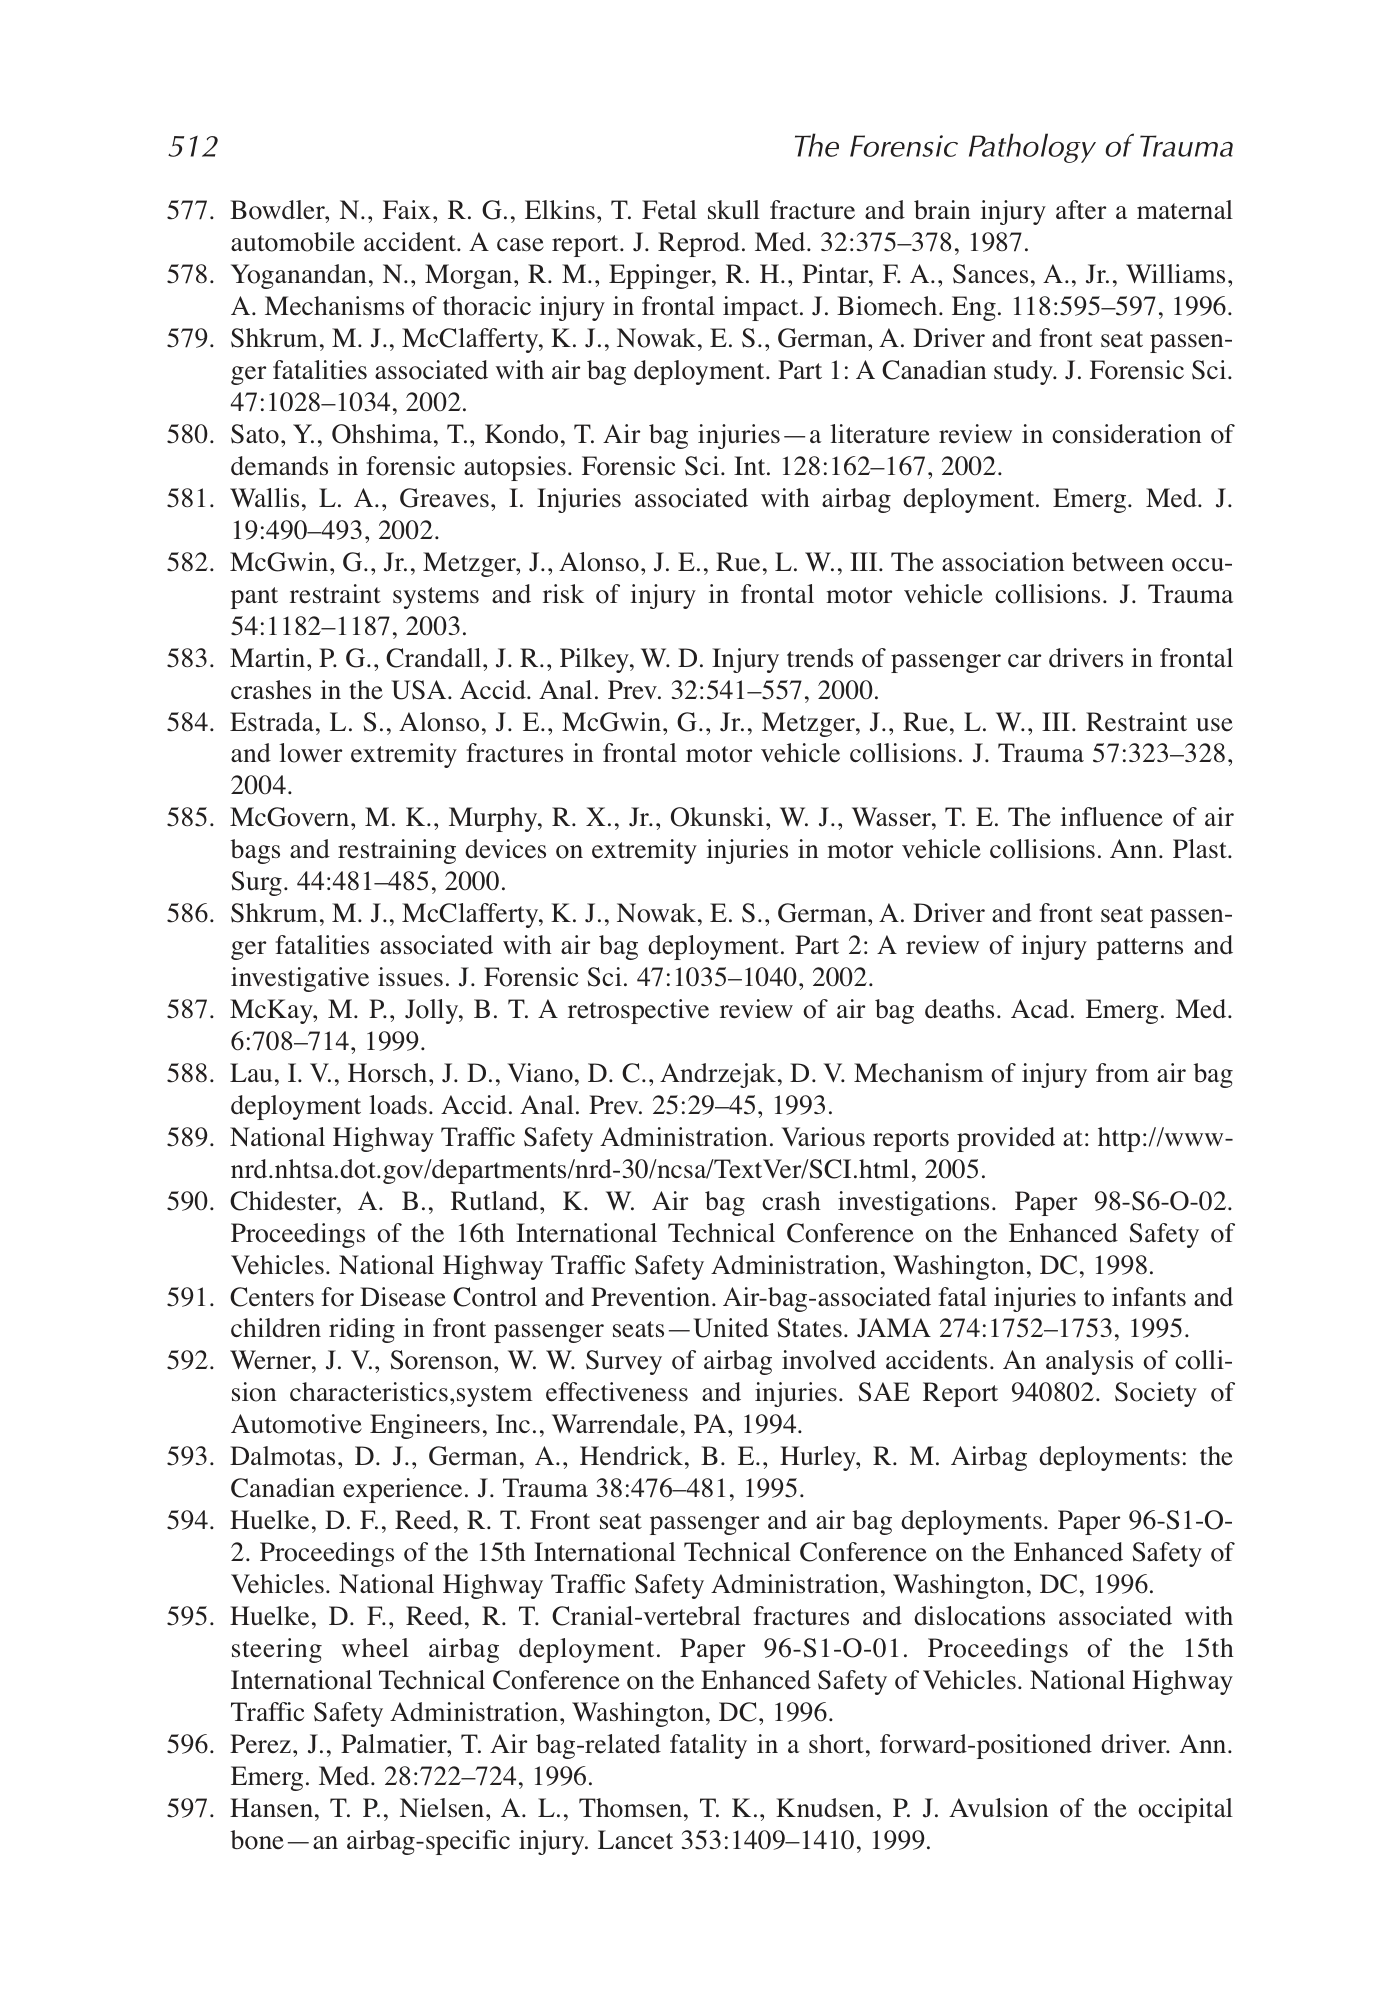 512 The Forensic Pathology of Trauma
577. Bowdler, N., Faix, R. G., Elkins, T. Fetal skull fracture and brain injury after a maternal
automobile accident. A case report. J. Reprod. Med. 32:375–378, 1987.
578. Yoganandan, N., Morgan, R. M., Eppinger, R. H., Pintar, F. A., Sances, A., Jr., Williams,
A. Mechanisms of thoracic injury in frontal impact. J. Biomech. Eng. 118:595–597, 1996.
579. Shkrum, M. J., McClafferty, K. J., Nowak, E. S., German, A. Driver and front seat passen-
ger fatalities associated with air bag deployment. Part 1: A Canadian study. J. Forensic Sci.
47:1028–1034, 2002.
580. Sato, Y., Ohshima, T., Kondo, T. Air bag injuries—a literature review in consideration of
demands in forensic autopsies. Forensic Sci. Int. 128:162–167, 2002.
581. Wallis, L. A., Greaves, I. Injuries associated with airbag deployment. Emerg. Med. J.
19:490–493, 2002.
582. McGwin, G., Jr., Metzger, J., Alonso, J. E., Rue, L. W., III. The association between occu-
pant restraint systems and risk of injury in frontal motor vehicle collisions. J. Trauma
54:1182–1187, 2003.
583. Martin, P. G., Crandall, J. R., Pilkey, W. D. Injury trends of passenger car drivers in frontal
crashes in the USA. Accid. Anal. Prev. 32:541–557, 2000.
584. Estrada, L. S., Alonso, J. E., McGwin, G., Jr., Metzger, J., Rue, L. W., III. Restraint use
and lower extremity fractures in frontal motor vehicle collisions. J. Trauma 57:323–328,
2004.
585. McGovern, M. K., Murphy, R. X., Jr., Okunski, W. J., Wasser, T. E. The influence of air
bags and restraining devices on extremity injuries in motor vehicle collisions. Ann. Plast.
Surg. 44:481–485, 2000.
586. Shkrum, M. J., McClafferty, K. J., Nowak, E. S., German, A. Driver and front seat passen-
ger fatalities associated with air bag deployment. Part 2: A review of injury patterns and
investigative issues. J. Forensic Sci. 47:1035–1040, 2002.
587. McKay, M. P., Jolly, B. T. A retrospective review of air bag deaths. Acad. Emerg. Med.
6:708–714, 1999.
588. Lau, I. V., Horsch, J. D., Viano, D. C., Andrzejak, D. V. Mechanism of injury from air bag
deployment loads. Accid. Anal. Prev. 25:29–45, 1993.
589. National Highway Traffic Safety Administration. Various reports provided at: http://www-
nrd.nhtsa.dot.gov/departments/nrd-30/ncsa/TextVer/SCI.html, 2005.
590. Chidester, A. B., Rutland, K. W. Air bag crash investigations. Paper 98-S6-O-02.
Proceedings of the 16th International Technical Conference on the Enhanced Safety of
Vehicles. National Highway Traffic Safety Administration, Washington, DC, 1998.
591. Centers for Disease Control and Prevention. Air-bag-associated fatal injuries to infants and
children riding in front passenger seats—United States. JAMA 274:1752–1753, 1995.
592. Werner, J. V., Sorenson, W. W. Survey of airbag involved accidents. An analysis of colli-
sion characteristics,system effectiveness and injuries. SAE Report 940802. Society of
Automotive Engineers, Inc., Warrendale, PA, 1994.
593. Dalmotas, D. J., German, A., Hendrick, B. E., Hurley, R. M. Airbag deployments: the
Canadian experience. J. Trauma 38:476–481, 1995.
594. Huelke, D. F., Reed, R. T. Front seat passenger and air bag deployments. Paper 96-S1-O-
2. Proceedings of the 15th International Technical Conference on the Enhanced Safety of
Vehicles. National Highway Traffic Safety Administration, Washington, DC, 1996.
595. Huelke, D. F., Reed, R. T. Cranial-vertebral fractures and dislocations associated with
steering wheel airbag deployment. Paper 96-S1-O-01. Proceedings of the 15th
International Technical Conference on the Enhanced Safety of Vehicles. National Highway
Traffic Safety Administration, Washington, DC, 1996.
596. Perez, J., Palmatier, T. Air bag-related fatality in a short, forward-positioned driver. Ann.
Emerg. Med. 28:722–724, 1996.
597. Hansen, T. P., Nielsen, A. L., Thomsen, T. K., Knudsen, P. J. Avulsion of the occipital
bone—an airbag-specific injury. Lancet 353:1409–1410, 1999.